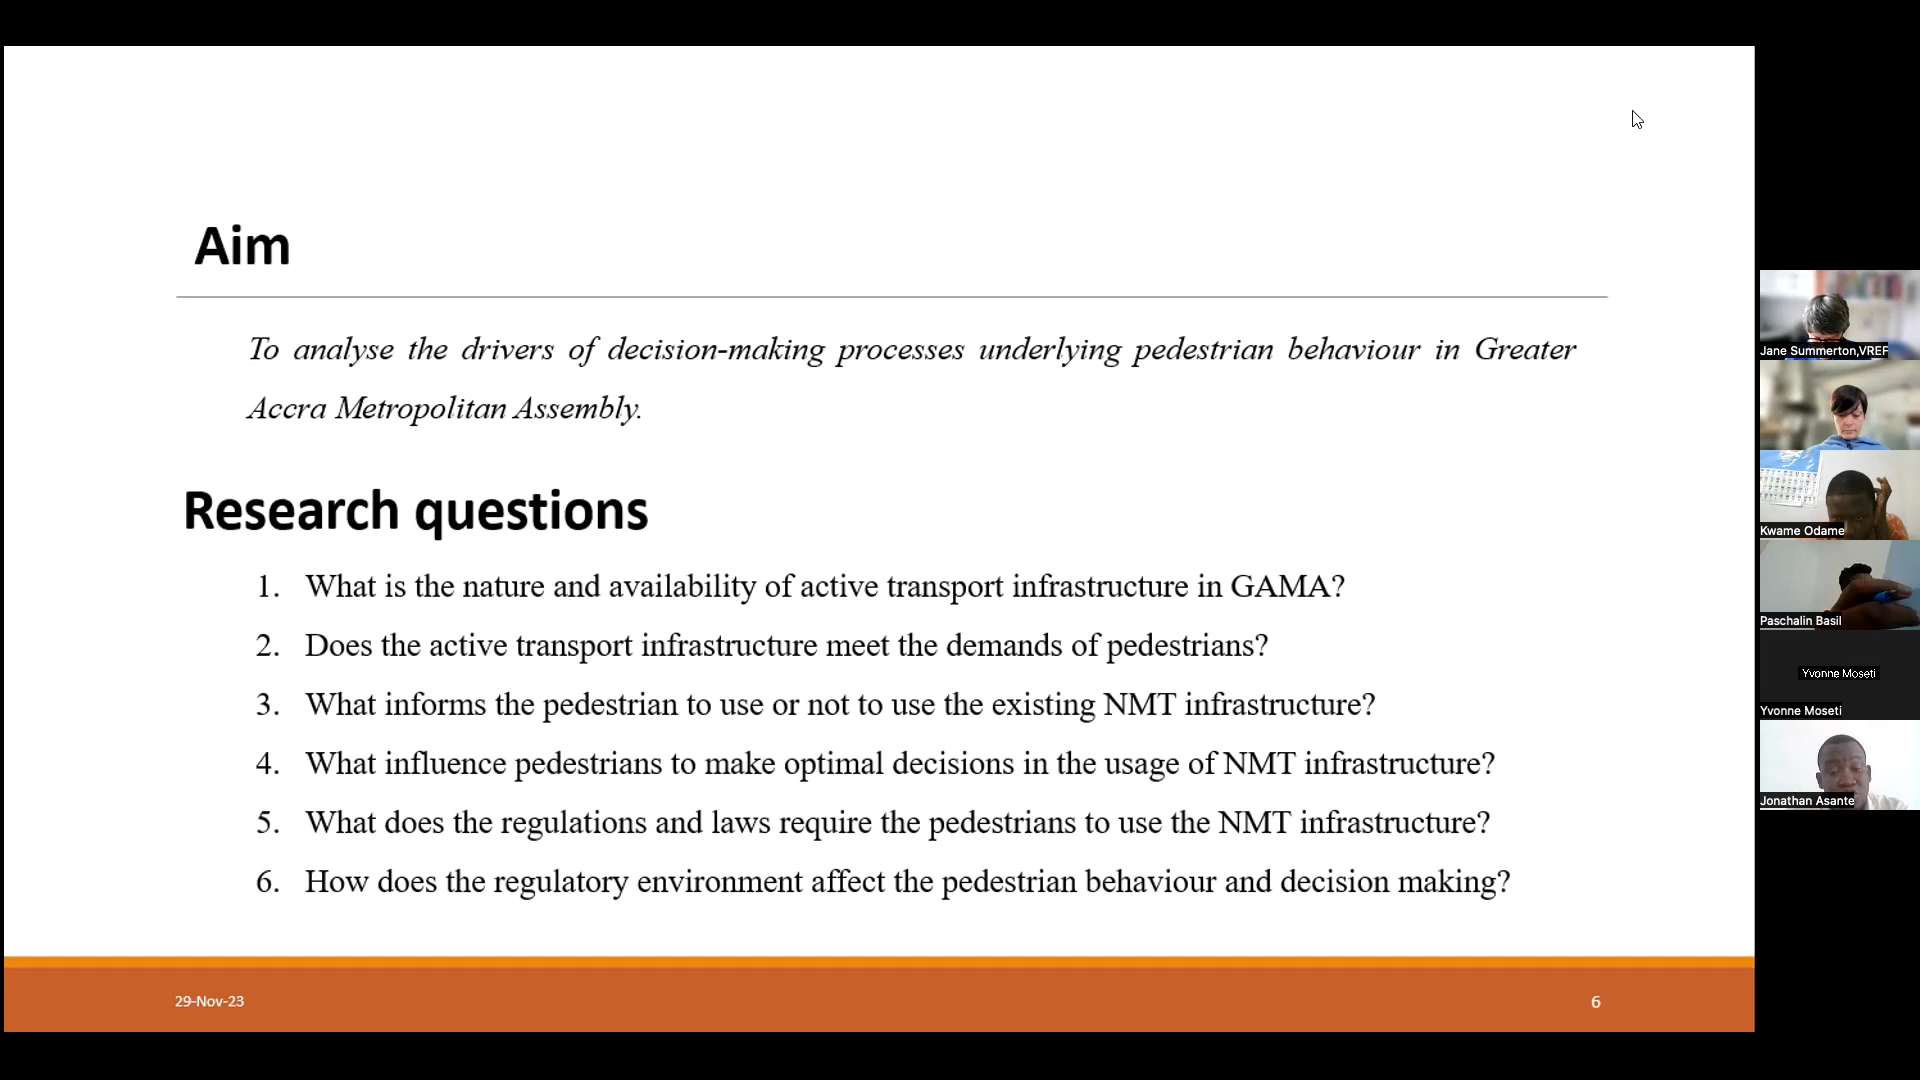 Aim
To analyse the drivers of decision-making processes underlying pedestrian behaviour in Greater
Accra Metropolitan Assembly.
Research questions
1. What is the nature and availability of active transport infrastructure in GAMA?
2. Does the active transport infrastructure meet the demands of pedestrians?
3. What informs the pedestrian to use or not to use the existing NMT infrastructure?
4. What influence pedestrians to make optimal decisions in the usage of NMT infrastructure?
5. What does the regulations and laws require the pedestrians to use the NMT infrastructure?
6. How does the regulatory environment affect the pedestrian behaviour and decision making?
29-Nov-23
6
Jane Summerton,VREF
Kwame Odame
Paschalin Basil
Yvonne Moseti
Yvonne Moseti
Jonathan Asante